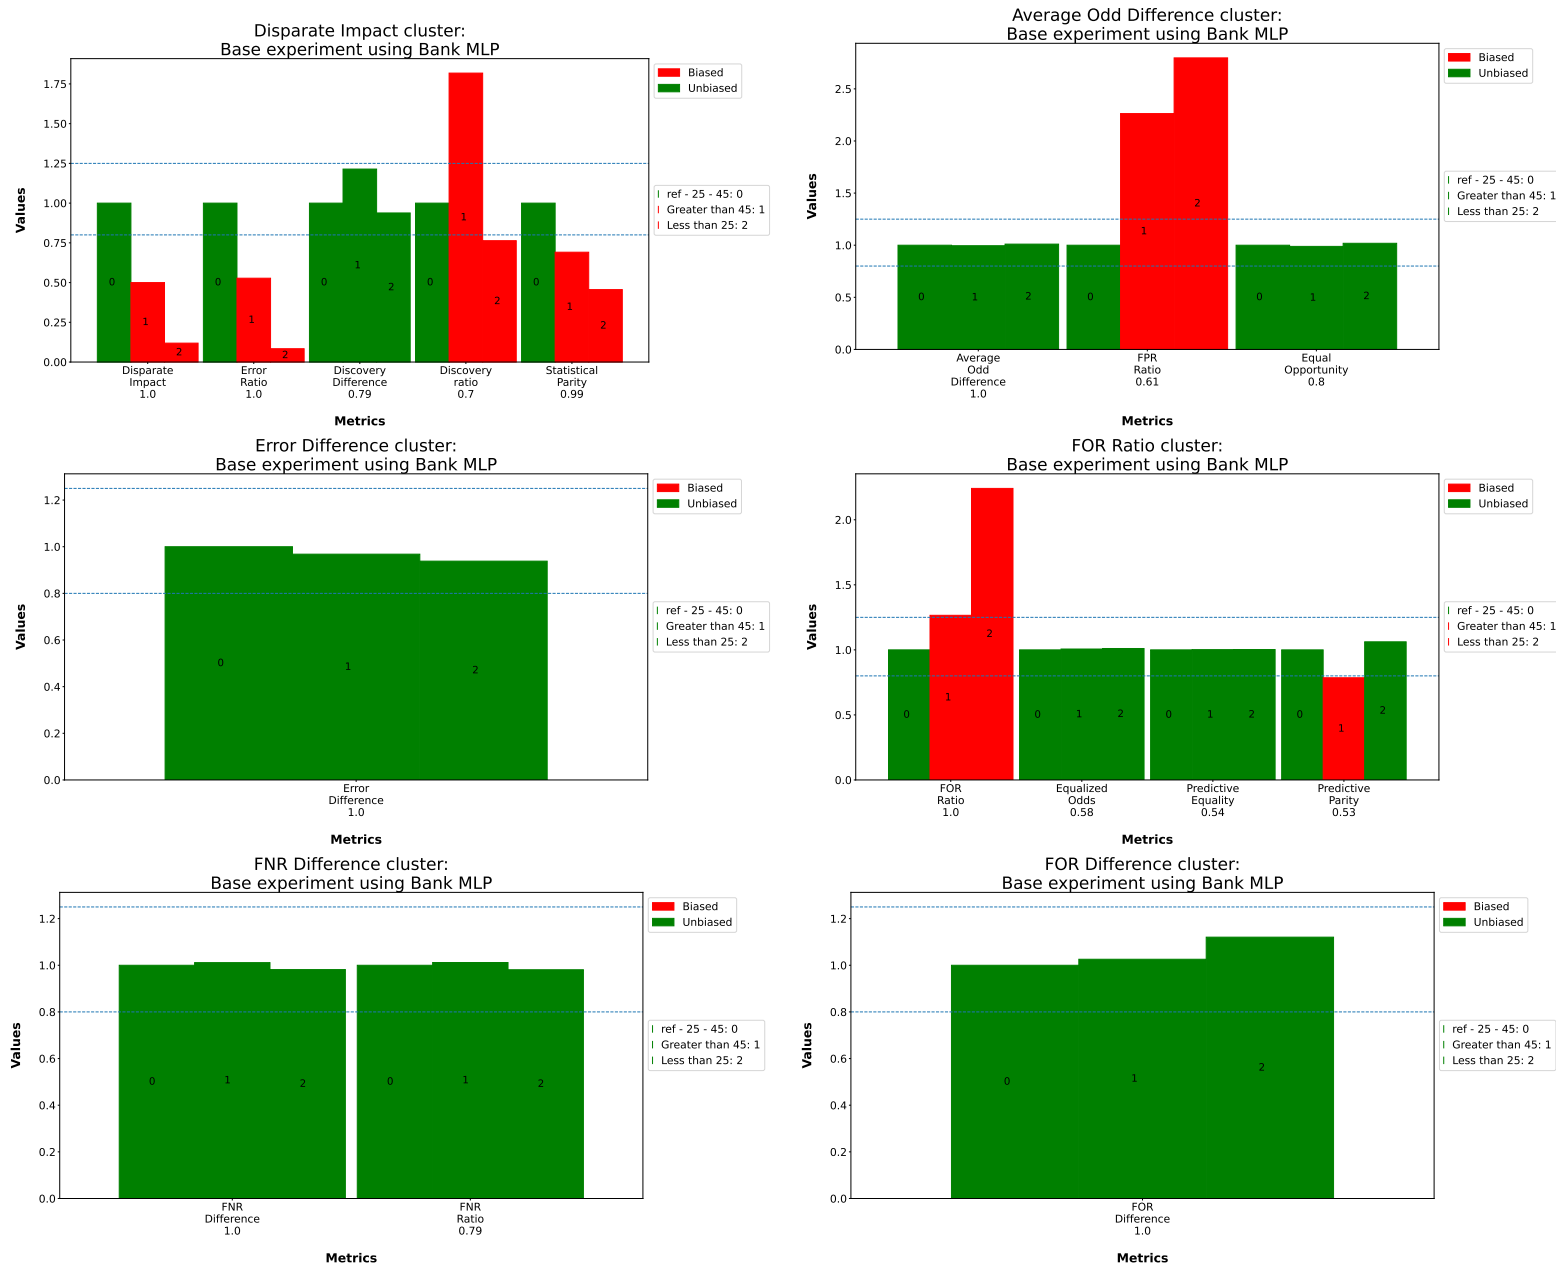 Disparate Impact cluster:
Base experiment using Bank MLP
Values
1.75
1.50
1.25
1.00
0.75
0.50
0.25
0.00
0 1 2 0 1 2 0 1 2 0 1 2 0 1 2
Disparate Impact 1.0
Error Ratio 1.0
Discovery Difference 0.79
Discovery ratio 0.7
Statistical Parity 0.99
Metrics
Biased
Unbiased
ref - 25 - 45: 0
Greater than 45: 1
Less than 25: 2
Average Odd Difference cluster:
Base experiment using Bank MLP
Values
2.5
2.0
1.5
1.0
0.5
0.0
0 1 2 0 1 2 0 1 2
Average Odd Difference 1.0
FPR Ratio 0.61
Equal Opportunity 0.8
Metrics
Biased
Unbiased
ref - 25 - 45: 0
Greater than 45: 1
Less than 25: 2
Error Difference cluster:
Base experiment using Bank MLP
Values
1.2
1.0
0.8
0.6
0.4
0.2
0.0
0 1 2
Error Difference 1.0
Metrics
Biased
Unbiased
ref - 25 - 45: 0
Greater than 45: 1
Less than 25: 2
FOR Ratio cluster:
Base experiment using Bank MLP
Values
2.0
1.5
1.0
0.5
0.0
0 1 2 0 1 2 0 1 2 0 1 2
FOR Ratio 1.0
Equalized Odds 0.58
Predictive Equality 0.54
Predictive Parity 0.53
Metrics
Biased
Unbiased
ref - 25 - 45: 0
Greater than 45: 1
Less than 25: 2
FNR Difference cluster:
Base experiment using Bank MLP
Values
1.2
1.0
0.8
0.6
0.4
0.2
0.0
0 1 2 0 1 2
FNR Difference 1.0
FNR Ratio 0.79
Metrics
Biased
Unbiased
ref - 25 - 45: 0
Greater than 45: 1
Less than 25: 2
FOR Difference cluster:
Base experiment using Bank MLP
Values
1.2
1.0
0.8
0.6
0.4
0.2
0.0
0 1 2
FOR Difference 1.0
Metrics
Biased
Unbiased
ref - 25 - 45: 0
Greater than 45: 1
Less than 25: 2